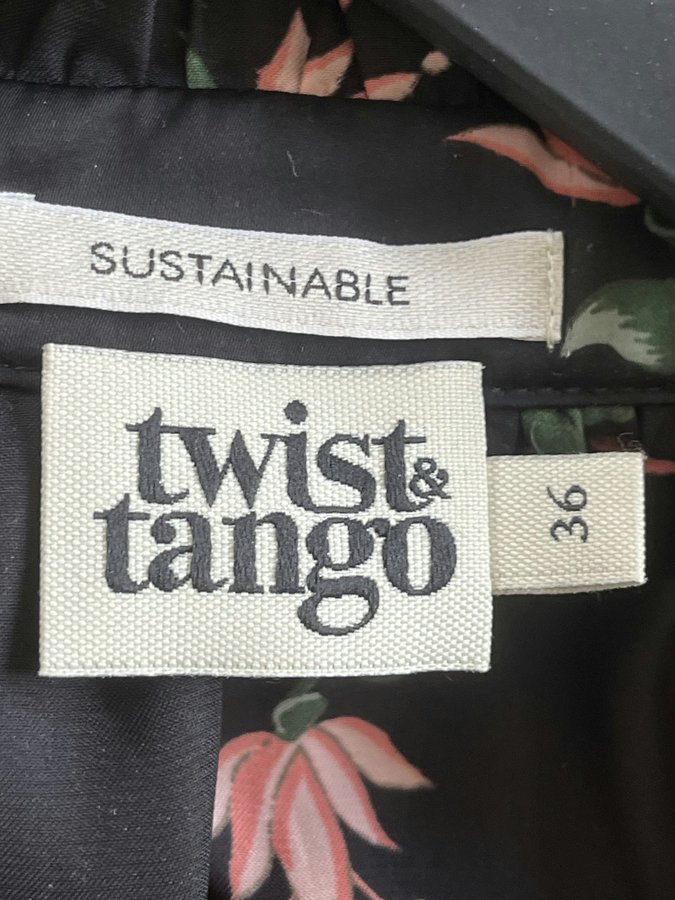 SUSTAINABLE
twist &
tango
36